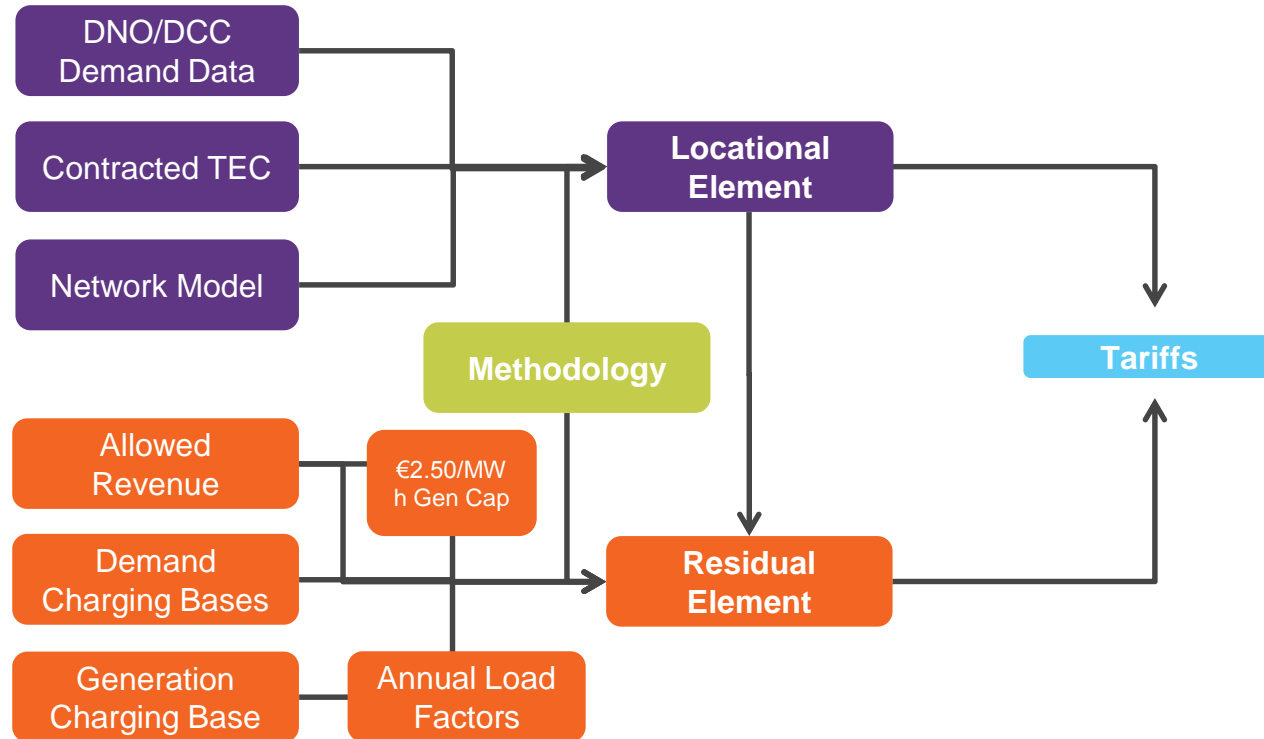 DNO/DCC
Demand Data
Contracted TEC
Network Model
Locational
Element
Methodology
Tariffs
Allowed
Revenue
€2.50/MW
h Gen Cap
Demand
Charging Bases
Residual
Element
Generation
Charging Base
Annual Load
Factors